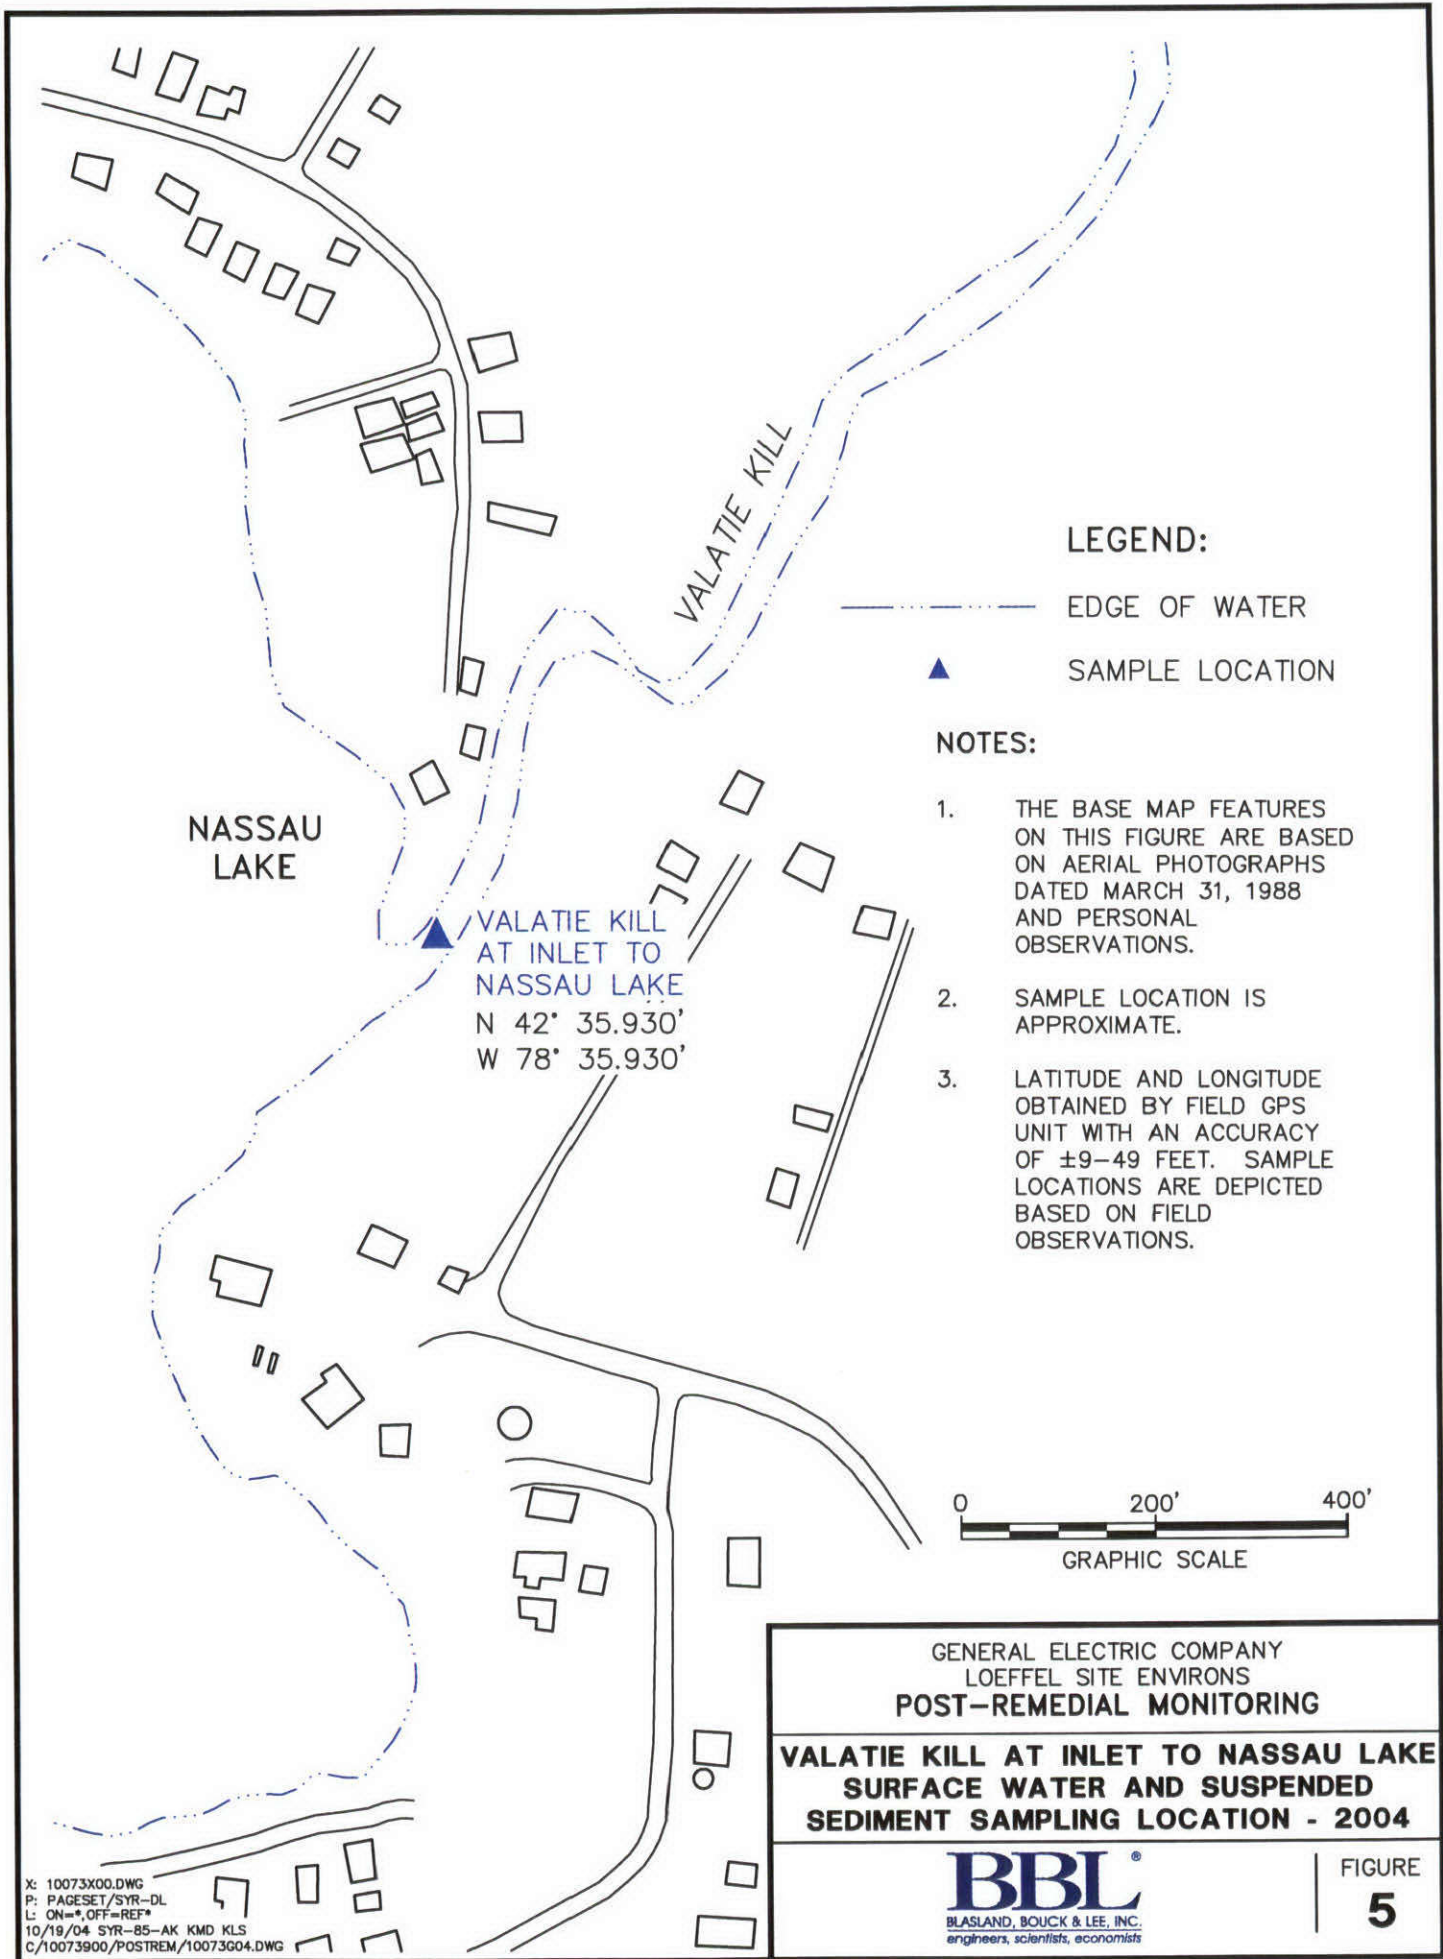 VALATIE KILL
LEGEND:
EDGE OF WATER
SAMPLE LOCATION
NASSAU
LAKE
VALATIE KILL
AT INLET TO
NASSAU LAKE
N 42° 35.930'
W 78° 35.930'
NOTES:
1. THE BASE MAP FEATURES
ON THIS FIGURE ARE BASED
ON AERIAL PHOTOGRAPHS
DATED MARCH 31, 1988
AND PERSONAL
OBSERVATIONS.
2. SAMPLE LOCATION IS
APPROXIMATE.
3. LATITUDE AND LONGITUDE
OBTAINED BY FIELD GPS
UNIT WITH AN ACCURACY
OF ±9-49 FEET. SAMPLE
LOCATIONS ARE DEPICTED
BASED ON FIELD
OBSERVATIONS.
0 200' 400'
GRAPHIC SCALE
GENERAL ELECTRIC COMPANY
LOEFFEL SITE ENVIRONS
POST-REMEDIAL MONITORING
VALATIE KILL AT INLET TO NASSAU LAKE
SURFACE WATER AND SUSPENDED
SEDIMENT SAMPLING LOCATION - 2004
BBL®
BLASLAND, BOUCK & LEE, INC.
engineers, scientists, economists
FIGURE
5
X: 10073X00.DWG
P: PAGESET/SYR-DL
L: ON=*,OFF=REF*
10/19/04 SYR-85-AK KMD KLS
C/10073900/POSTREM/10073G04.DWG